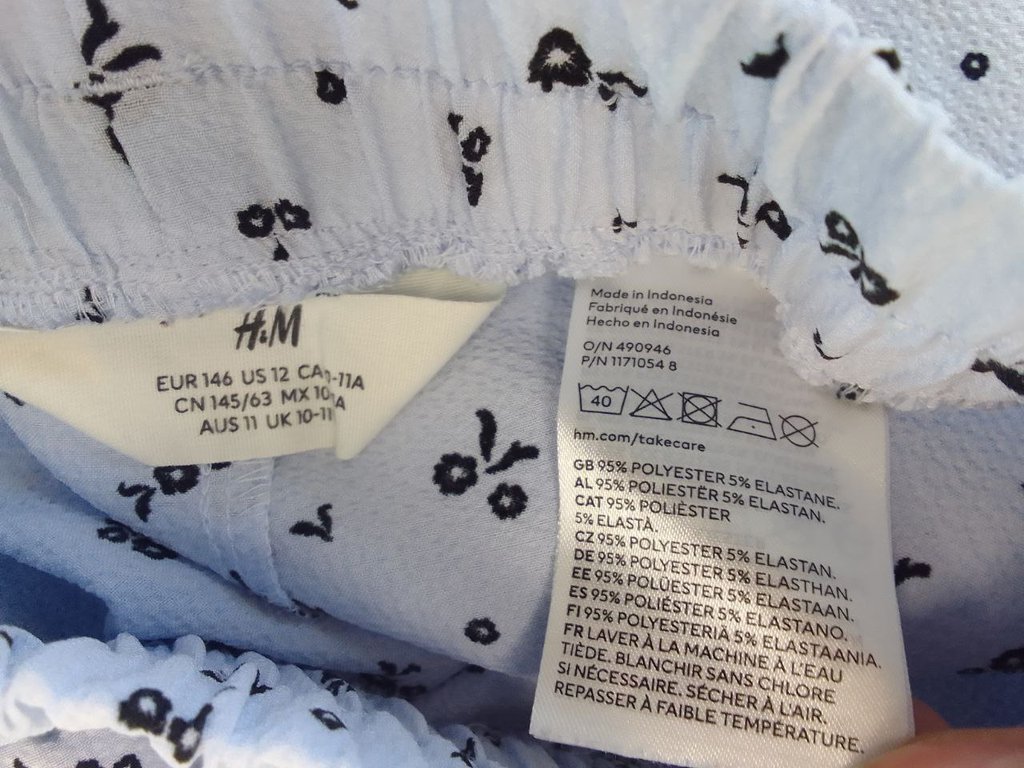 H&M
EUR 146 US 12 CA -11A
CN 145/63 MX 10 A
AUS 11 UK 10-11
Made in Indonesia
Fabriqué en Indonésie
Hecho en Indonesia
O/N 490946
P/N 1171054 8
40
hm.com/takecare
GB 95% POLYESTER 5% ELASTANE.
AL 95% POLIESTËR 5% ELASTAN.
CAT 95% POLIÈSTER
5% ELASTÀ.
CZ 95% POLYESTER 5% ELASTAN.
DE 95% POLYESTER 5% ELASTHAN.
EE 95% POLÜESTER 5% ELASTAAN.
ES 95% POLIÉSTER 5% ELASTANO.
FI 95% POLYESTERIÄ 5% ELASTAANIA.
FR LAVER À LA MACHINE À L'EAU
TIÈDE. BLANCHIR SANS CHLORE
SI NÉCESSAIRE. SÉCHER À L'AIR.
REPASSER À FAIBLE TEMPÉRATURE.